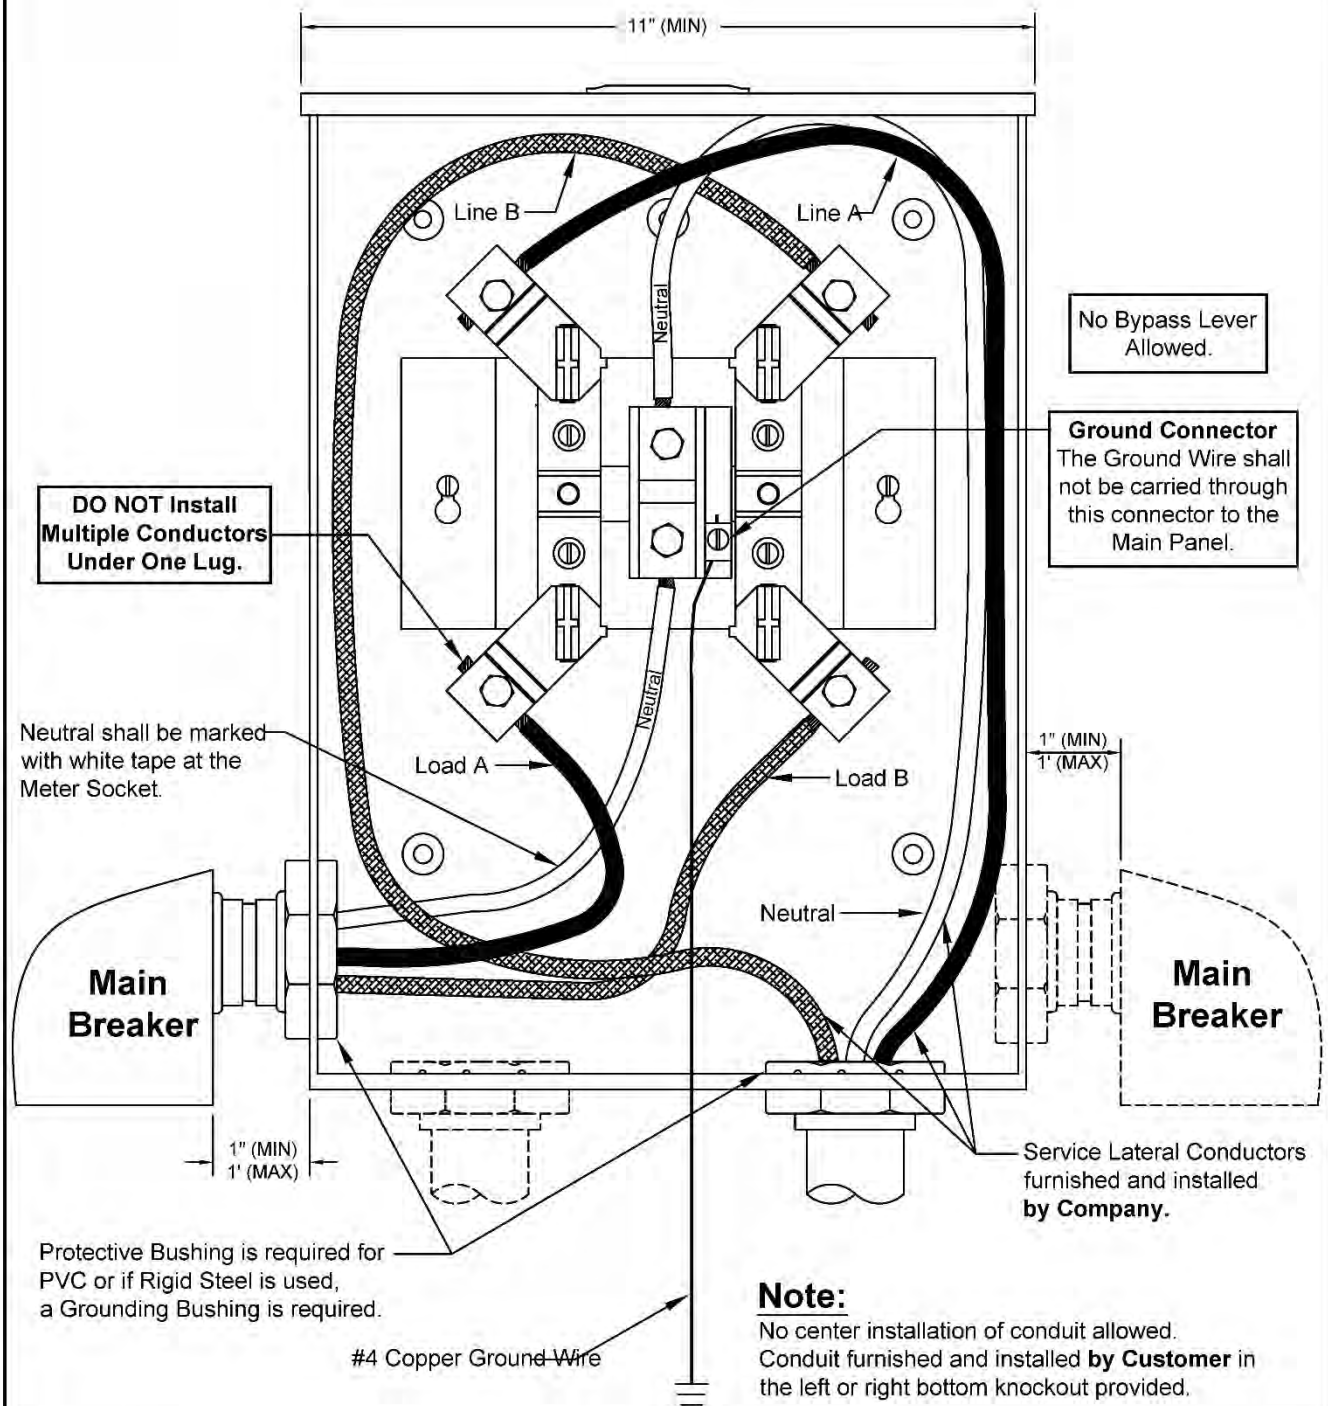 11" (MIN)
Line B
Line A
Neutral
No Bypass Lever
Allowed.
Ground Connector
The Ground Wire shall
not be carried through
this connector to the
Main Panel.
DO NOT Install
Multiple Conductors
Under One Lug.
Neutral
Neutral shall be marked
with white tape at the
Meter Socket.
Load A
Load B
1" (MIN)
1' (MAX)
Neutral
Main
Breaker
Main
Breaker
1" (MIN)
1' (MAX)
Service Lateral Conductors
furnished and installed
by Company.
Protective Bushing is required for
PVC or if Rigid Steel is used,
a Grounding Bushing is required.
#4 Copper Ground Wire
Note:
No center installation of conduit allowed.
Conduit furnished and installed by Customer in
the left or right bottom knockout provided.